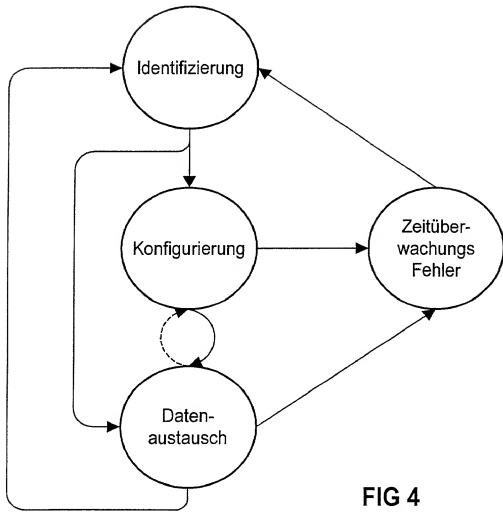 Identifizierung
Konfigurierung
Zeitüber-
wachungs
Fehler
Daten-
austausch
FIG 4